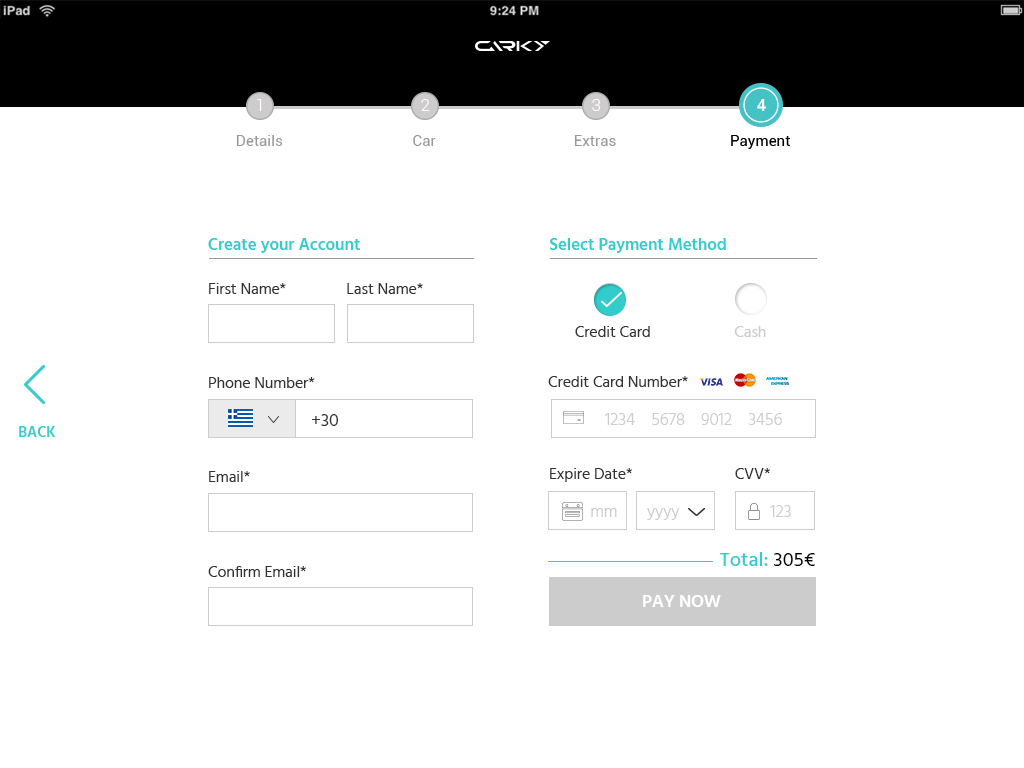 iPad 9:24 PM
CARKY
1 2 3 4
Details Car Extras Payment
Create your Account
First Name* Last Name*
Phone Number*
+30
Email*
Confirm Email*
BACK
Select Payment Method
Credit Card Cash
Credit Card Number* VISA MasterCard AMERICAN EXPRESS
1234 5678 9012 3456
Expire Date* CVV*
mm yyyy 123
Total: 305€
PAY NOW